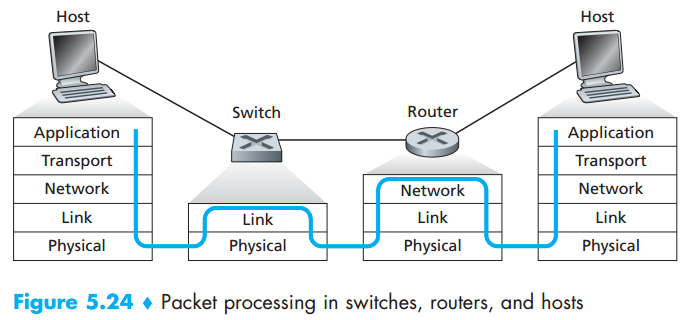 Host
Host
Switch
Router
Application
Transport
Network
Link
Physical
Link
Physical
Network
Link
Physical
Application
Transport
Network
Link
Physical
Figure 5.24 ♦ Packet processing in switches, routers, and hosts